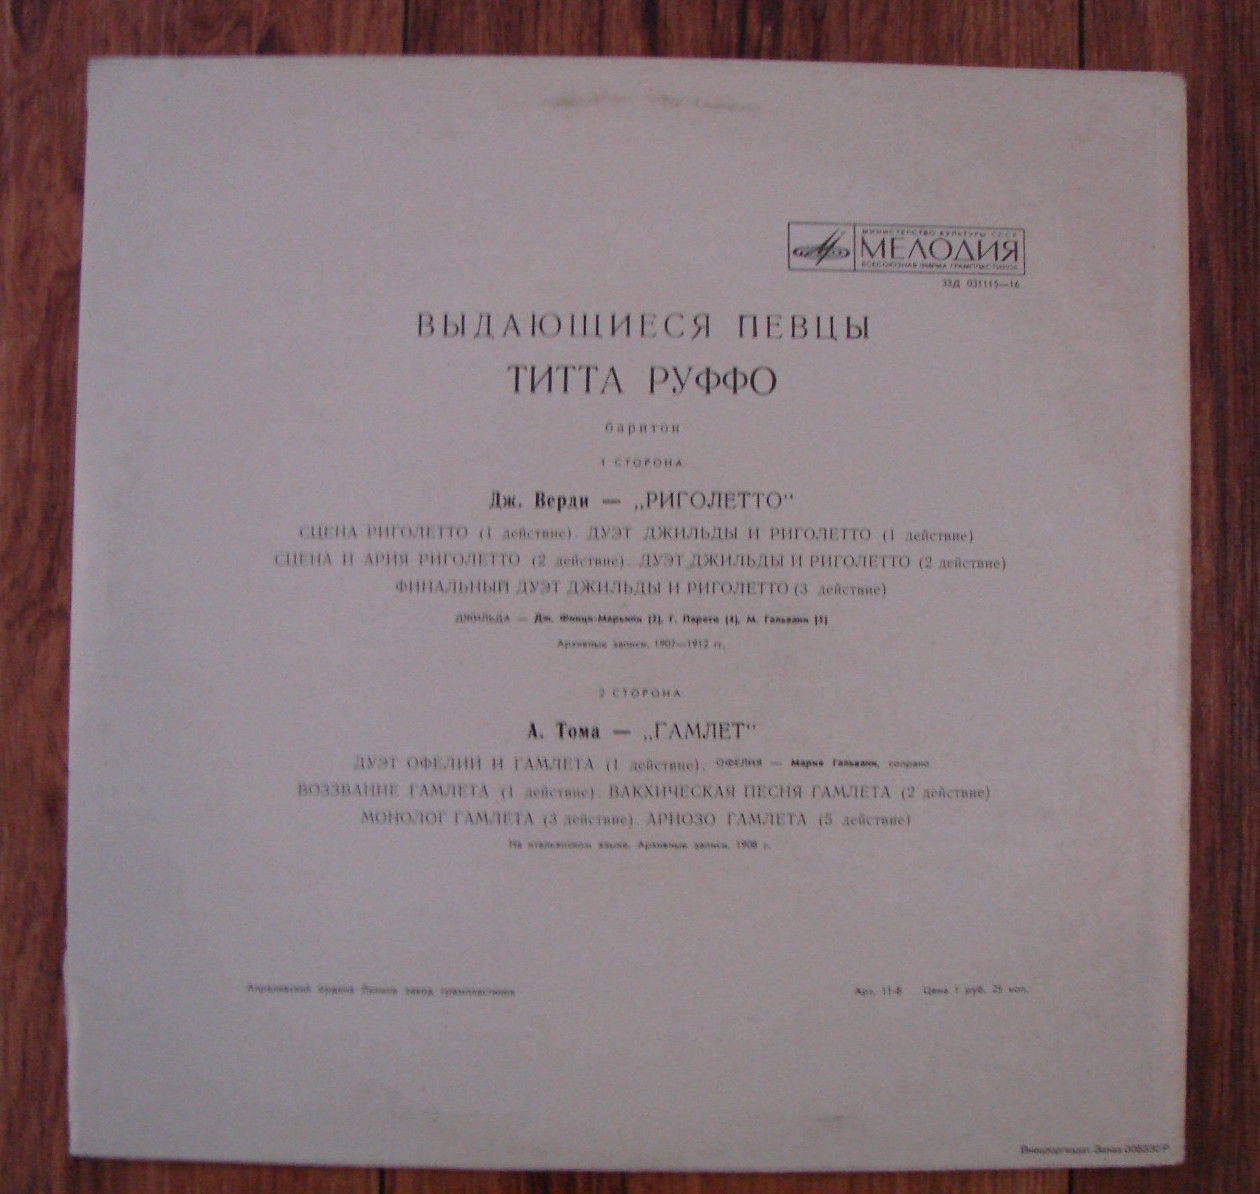 МИНИСТЕРСТВО КУЛЬТУРЫ СССР
МЕЛОДИЯ
ВСЕСОЮЗНАЯ ФИРМА ГРАМПЛАСТИНОК
33Д 031115—16
ВЫДАЮЩИЕСЯ ПЕВЦЫ
ТИТТА РУФФО
баритон
1 СТОРОНА
Дж. Верди — „РИГОЛЕТТО“
СЦЕНА РИГОЛЕТТО (1 действие). ДУЭТ ДЖИЛЬДЫ И РИГОЛЕТТО (1 действие)
СЦЕНА И АРИЯ РИГОЛЕТТО (2 действие). ДУЭТ ДЖИЛЬДЫ И РИГОЛЕТТО (2 действие)
ФИНАЛЬНЫЙ ДУЭТ ДЖИЛЬДЫ И РИГОЛЕТТО (3 действие)
ДЖИЛЬДА — Дж. Финци-Марьини (2), Г. Парето (4), М. Гальвани (5)
Архивные записи, 1907—1912 гг.
2 СТОРОНА
А. Тома — „ГАМЛЕТ“
ДУЭТ ОФЕЛИИ И ГАМЛЕТА (1 действие). ОФЕЛИЯ — Мария Гальвани, сопрано
ВОЗЗВАНИЕ ГАМЛЕТА (1 действие). ВАКХИЧЕСКАЯ ПЕСНЯ ГАМЛЕТА (2 действие)
МОНОЛОГ ГАМЛЕТА (3 действие). АРИОЗО ГАМЛЕТА (5 действие)
На итальянском языке. Архивные записи, 1908 г.
Апрелевский ордена Ленина завод грампластинок
Арт. 11-8 Цена 1 руб. 25 коп.
Внешторгиздат. Заказ